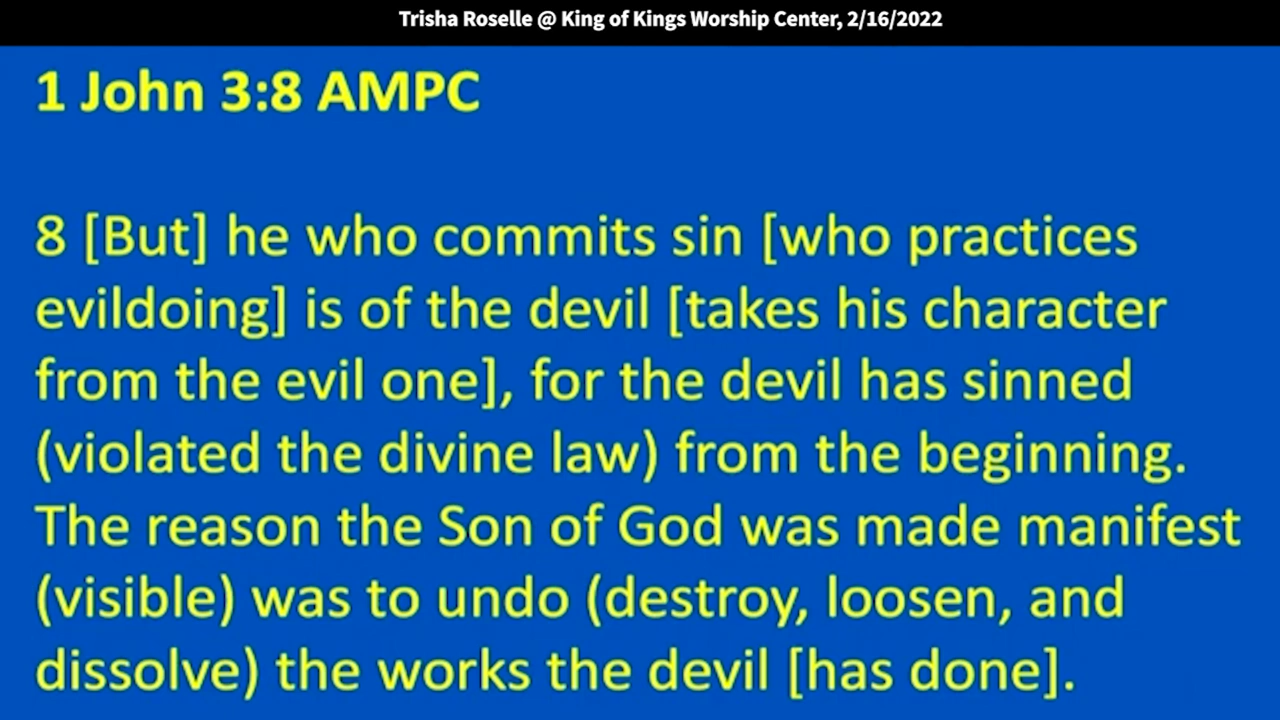 Trisha Roselle @ King of Kings Worship Center, 2/16/2022
1 John 3:8 AMPC
8 [But] he who commits sin [who practices
evildoing] is of the devil [takes his character
from the evil one], for the devil has sinned
(violated the divine law) from the beginning.
The reason the Son of God was made manifest
(visible) was to undo (destroy, loosen, and
dissolve) the works the devil [has done].